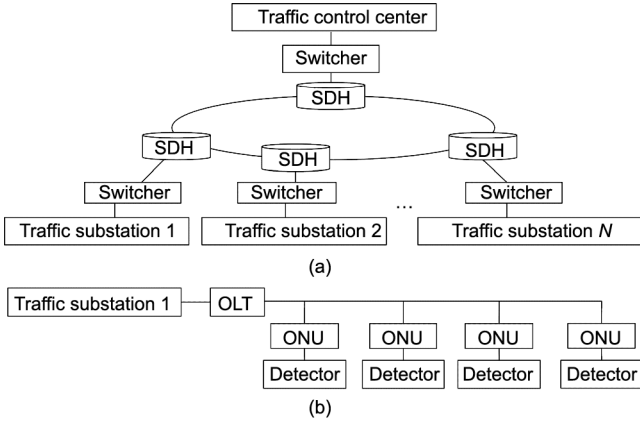 Traffic control center
Switcher
SDH
SDH
SDH
SDH
Switcher
Switcher
Switcher
...
Traffic substation 1
Traffic substation 2
Traffic substation N
(a)
Traffic substation 1
OLT
ONU
ONU
ONU
ONU
Detector
Detector
Detector
Detector
(b)